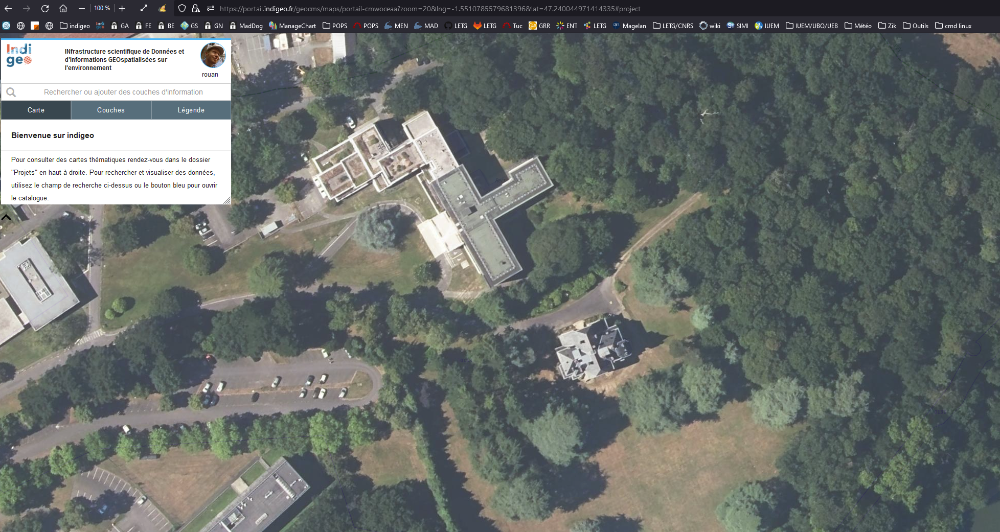 100 %
https://portail.indigeo.fr/geocms/maps/portail-cmwoceaa?zoom=20&lng=-1.5510785579681396&lat=47.240044971414335#project
indigeo GA FE BE GS GN MadDog ManageChart POPS POPS MEN MAD LETG LETG Tuc GRR ENT LETG Magelan LETG/CNRS wiki SIMI IUEM IUEM/UBO/UEB Météo Zik Outils cmd linux
Indi
geo
INfrastructure scientifique de Données et
d'Informations GEOspatialisées sur
l'environnement
rouan
Rechercher ou ajouter des couches d'information
Carte Couches Légende
Bienvenue sur indigeo
Pour consulter des cartes thématiques rendez-vous dans le dossier
"Projets" en haut à droite. Pour rechercher et visualiser des données,
utilisez le champ de recherche ci-dessus ou le bouton bleu pour ouvrir
le catalogue.